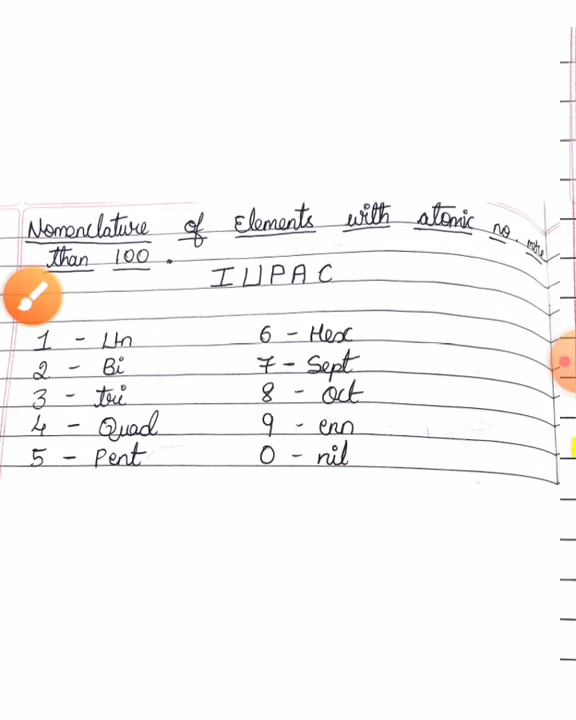 Nomenclature of Elements with atomic no. more
than 100.
IUPAC
1 - Un
2 - Bi
3 - tri
4 - Quad
5 - Pent
6 - Hex
7 - Sept
8 - Oct
9 - enn
0 - nil